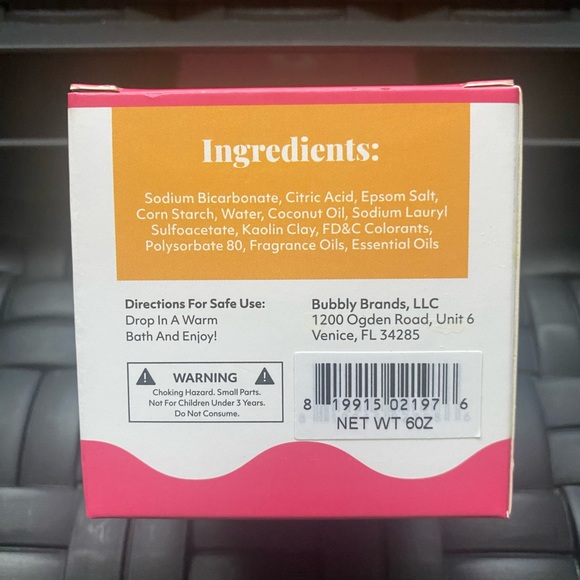 Ingredients:
Sodium Bicarbonate, Citric Acid, Epsom Salt,
Corn Starch, Water, Coconut Oil, Sodium Lauryl
Sulfoacetate, Kaolin Clay, FD&C Colorants,
Polysorbate 80, Fragrance Oils, Essential Oils
Directions For Safe Use:
Drop In A Warm
Bath And Enjoy!
Bubbly Brands, LLC
1200 Ogden Road, Unit 6
Venice, FL 34285
WARNING
Choking Hazard. Small Parts.
Not For Children Under 3 Years.
Do Not Consume.
8 19915 02197 6
NET WT 6OZ